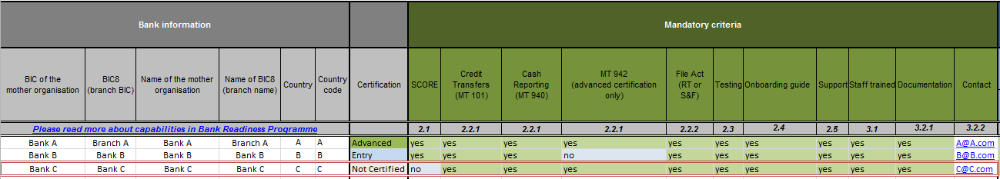 Bank information Mandatory criteria
BIC of the mother organisation BIC8 (branch BIC) Name of the mother organisation Name of BIC8 (branch name) Country Country code Certification SCORE Credit Transfers (MT 101) Cash Reporting (MT 940) MT 942 (advanced certification only) File Act (RT or S&F) Testing Onboarding guide Support Staff trained Documentation Contact
Please read more about capabilities in Bank Readiness Programme 2.1 2.2.1 2.2.1 2.2.1 2.2.2 2.3 2.4 2.5 3.1 3.2.1 3.2.2
Bank A Branch A Bank A Branch A A A Advanced yes yes yes yes yes yes yes yes yes yes A@A.com
Bank B Bank B Bank B Bank B B B Entry yes yes yes no yes yes yes yes yes yes B@B.com
Bank C Bank C Bank C Bank C C C Not Certified no yes yes yes yes yes yes yes yes yes C@C.com